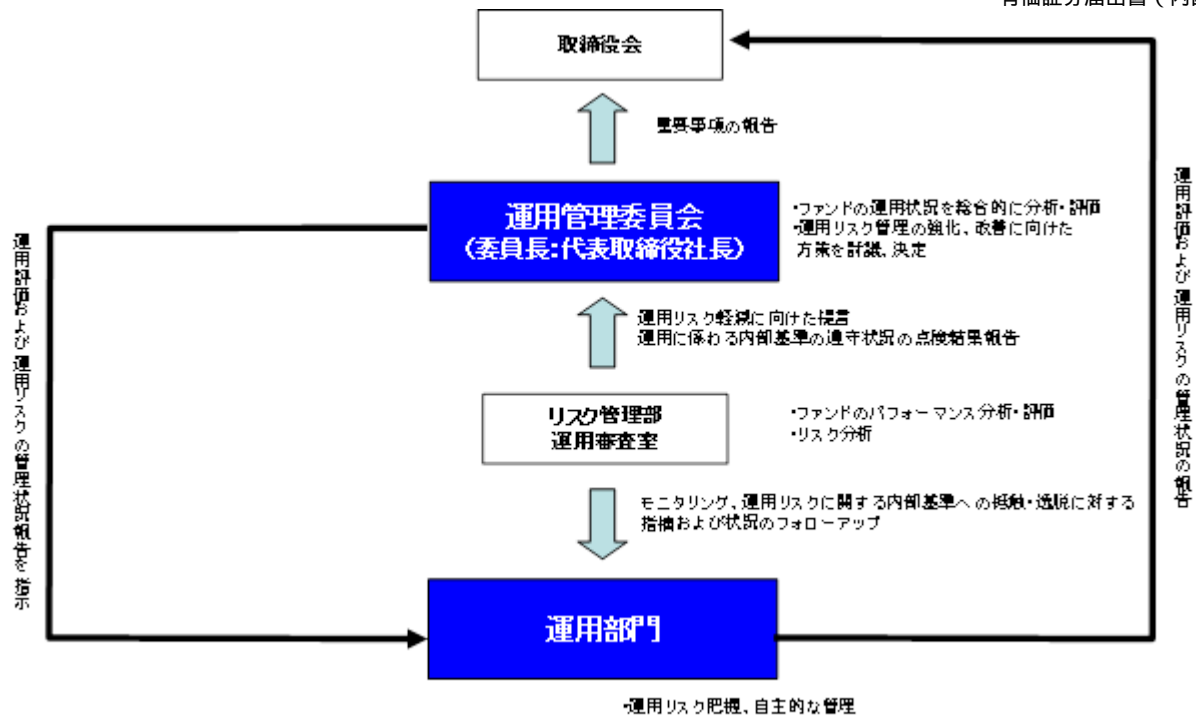 有価証券届出書（内
取締役会
重要事項の報告
運用管理委員会
（委員長：代表取締役社長）
・ファンドの運用状況を総合的に分析・評価
・運用リスク管理の強化、改善に向けた
方策を討議、決定
運用リスク軽減に向けた提言
運用に係わる内部基準の遵守状況の点検結果報告
リスク管理部
運用審査室
・ファンドのパフォーマンス分析・評価
・リスク分析
モニタリング、運用リスクに関する内部基準への抵触・逸脱に対する
指摘および状況のフォローアップ
運用部門
・運用リスク把握、自主的な管理
運用評価および運用リスクの管理状況報告を指示
運用評価および運用リスクの管理状況の報告